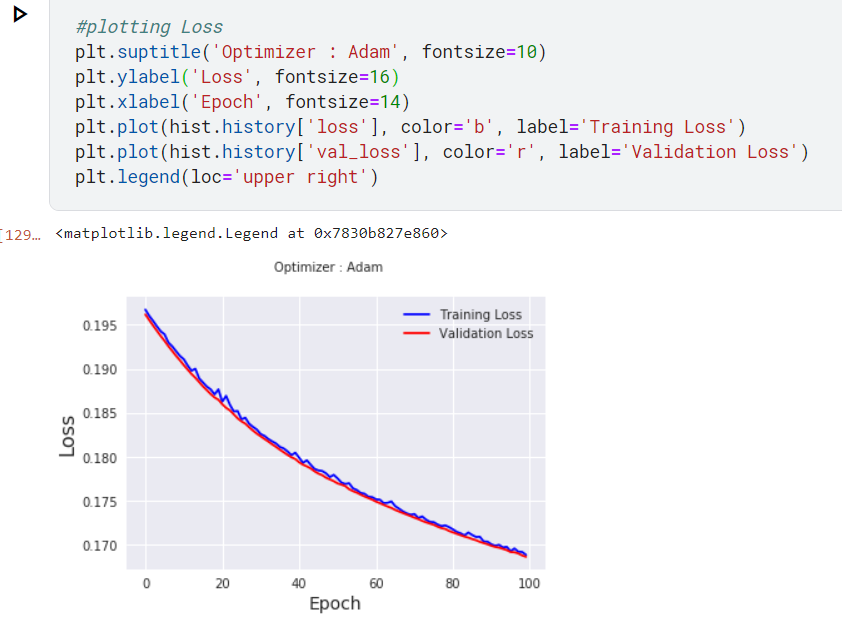 #plotting Loss
plt.suptitle('Optimizer : Adam', fontsize=10)
plt.ylabel('Loss', fontsize=16)
plt.xlabel('Epoch', fontsize=14)
plt.plot(hist.history['loss'], color='b', label='Training Loss')
plt.plot(hist.history['val_loss'], color='r', label='Validation Loss')
plt.legend(loc='upper right')
[129… <matplotlib.legend.Legend at 0x7830b827e860>
Optimizer : Adam
Training Loss
Validation Loss
0.195
0.190
0.185
0.180
0.175
0.170
Loss
0 20 40 60 80 100
Epoch